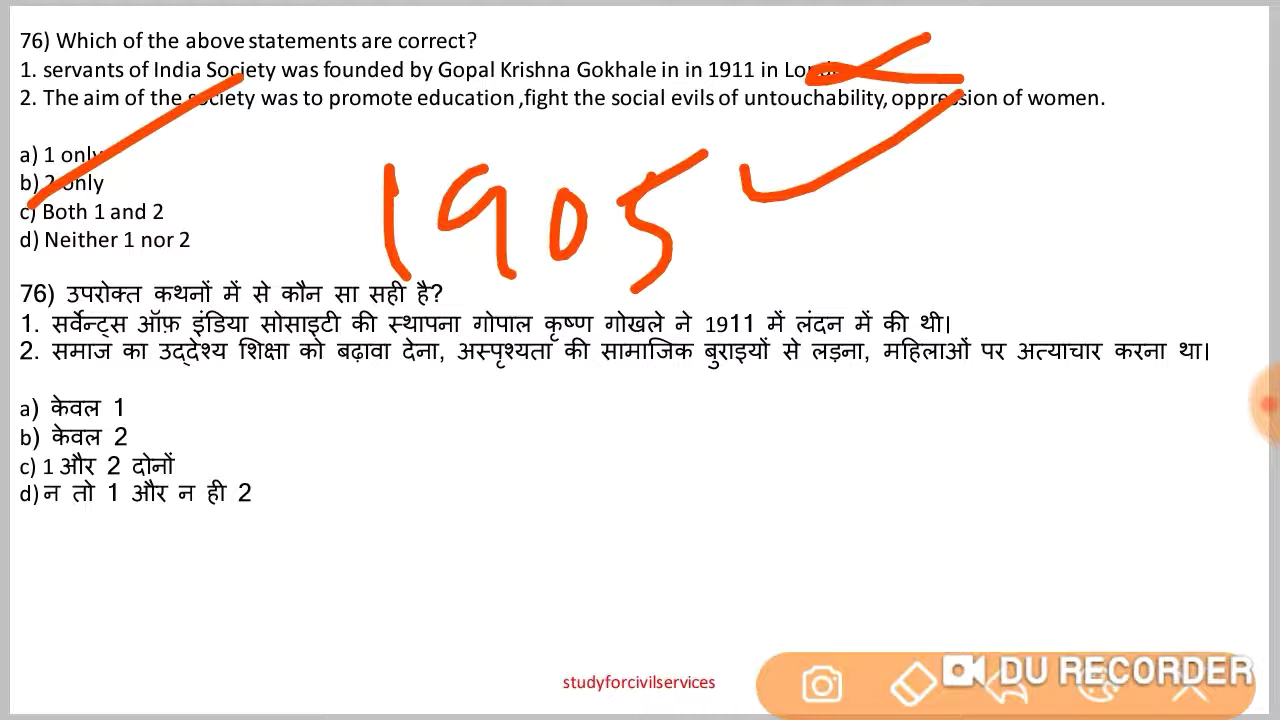 76) Which of the above statements are correct?
1. servants of India Society was founded by Gopal Krishna Gokhale in in 1911 in London
2. The aim of the society was to promote education ,fight the social evils of untouchability, oppression of women.
a) 1 only
b) 2 only
c) Both 1 and 2
d) Neither 1 nor 2
1905
76) उपरोक्त कथनों में से कौन सा सही है?
1. सर्वेन्ट्स ऑफ़ इंडिया सोसाइटी की स्थापना गोपाल कृष्ण गोखले ने 1911 में लंदन में की थी।
2. समाज का उद्देश्य शिक्षा को बढ़ावा देना, अस्पृश्यता की सामाजिक बुराइयों से लड़ना, महिलाओं पर अत्याचार करना था।
a) केवल 1
b) केवल 2
c) 1 और 2 दोनों
d) न तो 1 और न ही 2
studyforcivilservices
DU RECORDER